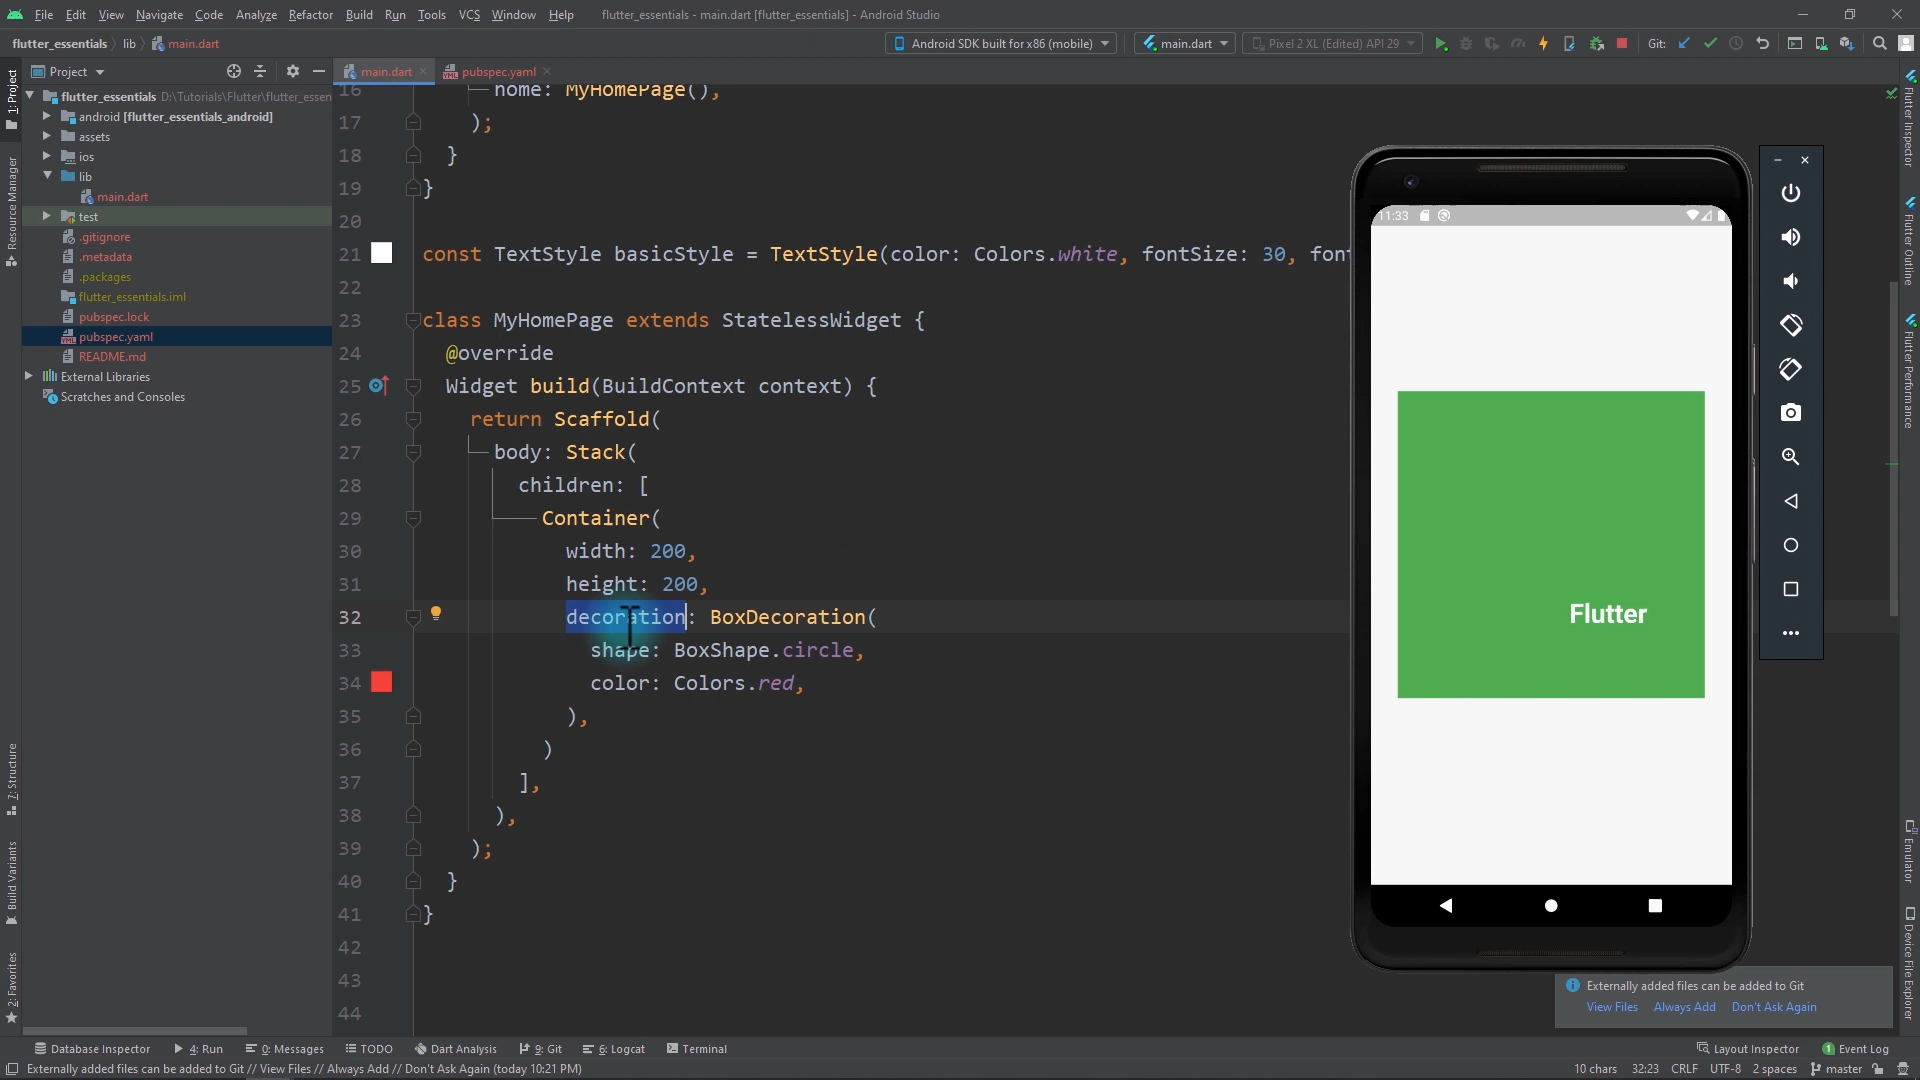 File Edit View Navigate Code Analyze Refactor Build Run Tools VCS Window Help flutter_essentials - main.dart [flutter_essentials] - Android Studio
flutter_essentials lib main.dart Android SDK built for x86 (mobile) main.dart Pixel 2 XL (Edited) API 29 Git:
Project main.dart pubspec.yaml
flutter_essentials D:\Tutorials\Flutter\flutter_essen
android [flutter_essentials_android]
assets
ios
lib
main.dart
test
.gitignore
.metadata
.packages
flutter_essentials.iml
pubspec.lock
pubspec.yaml
README.md
External Libraries
Scratches and Consoles
1: Project
Resource Manager
7: Structure
Build Variants
2: Favorites
16 home: MyHomePage(),
17 );
18 }
19 }
20
21 const TextStyle basicStyle = TextStyle(color: Colors.white, fontSize: 30, fon
22
23 class MyHomePage extends StatelessWidget {
24 @override
25 Widget build(BuildContext context) {
26 return Scaffold(
27 body: Stack(
28 children: [
29 Container(
30 width: 200,
31 height: 200,
32 decoration: BoxDecoration(
33 shape: BoxShape.circle,
34 color: Colors.red,
35 ),
36 )
37 ],
38 ),
39 );
40 }
41 }
42
43
44
11:33
Flutter
Flutter Inspector
Flutter Outline
Flutter Performance
Emulator
Device File Explorer
Externally added files can be added to Git
View Files Always Add Don't Ask Again
Database Inspector 4: Run 0: Messages TODO Dart Analysis 9: Git 6: Logcat Terminal Layout Inspector 1 Event Log
Externally added files can be added to Git // View Files // Always Add // Don't Ask Again (today 10:21 PM) 10 chars 32:23 CRLF UTF-8 2 spaces master